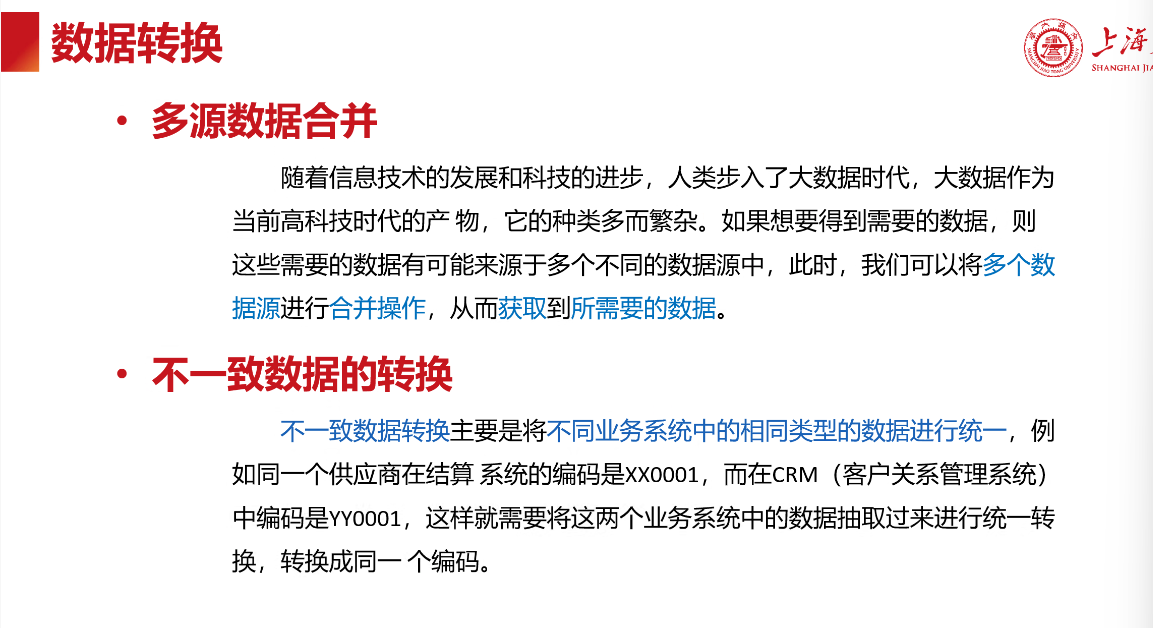 数据转换
上海
SHANGHAI JIA
• 多源数据合并
随着信息技术的发展和科技的进步，人类步入了大数据时代，大数据作为
当前高科技时代的产 物，它的种类多而繁杂。如果想要得到需要的数据，则
这些需要的数据有可能来源于多个不同的数据源中，此时，我们可以将多个数
据源进行合并操作，从而获取到所需要的数据。
• 不一致数据的转换
不一致数据转换主要是将不同业务系统中的相同类型的数据进行统一，例
如同一个供应商在结算 系统的编码是XX0001，而在CRM（客户关系管理系统）
中编码是YY0001，这样就需要将这两个业务系统中的数据抽取过来进行统一转
换，转换成同一 个编码。